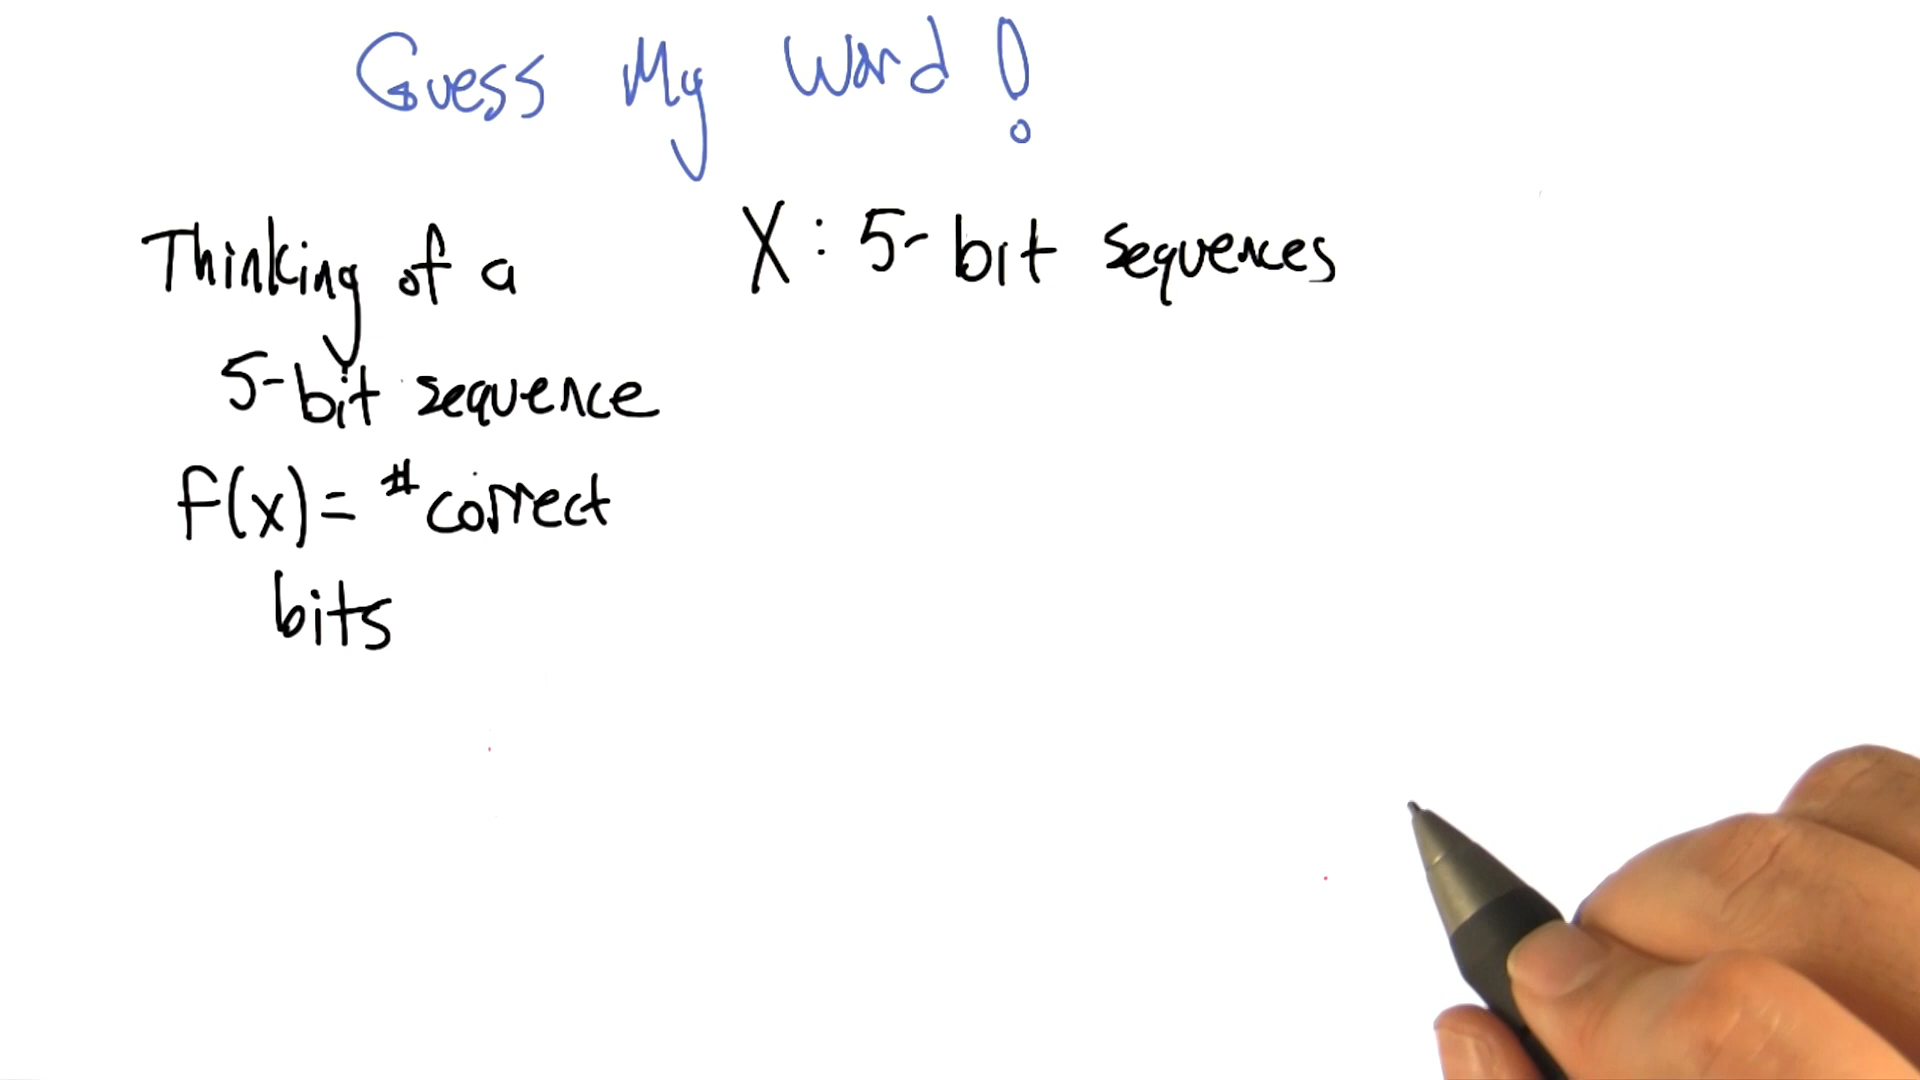 Guess My Word!
Thinking of a
5-bit sequence
f(x) = # correct
bits
X : 5-bit sequences